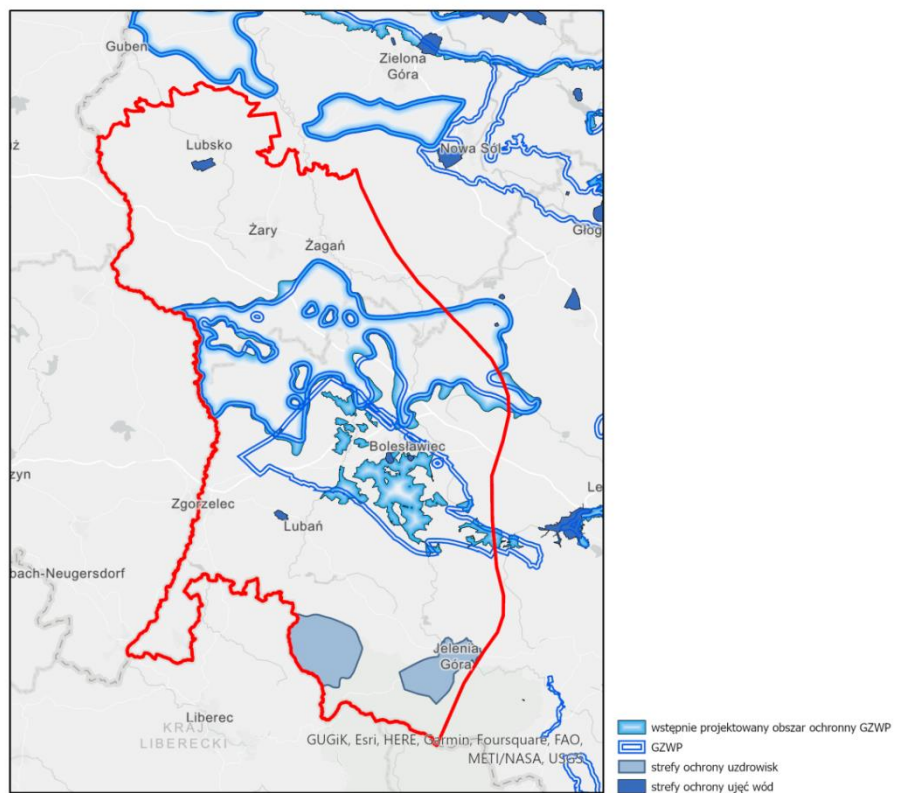 Guben
Zielona
Góra
Lubsko
Nowa Sól
Żary
Żagań
Głog
Bolesławiec
zyn
Zgorzelec
Lubań
Le
bach-Neugersdorf
Jelenia
Góra
Liberec
KRAJ
LIBERECKI
GUGiK, Esri, HERE, Garmin, Foursquare, FAO,
METI/NASA, USGS
wstępnie projektowany obszar ochronny GZWP
GZWP
strefy ochrony uzdrowisk
strefy ochrony ujęć wód